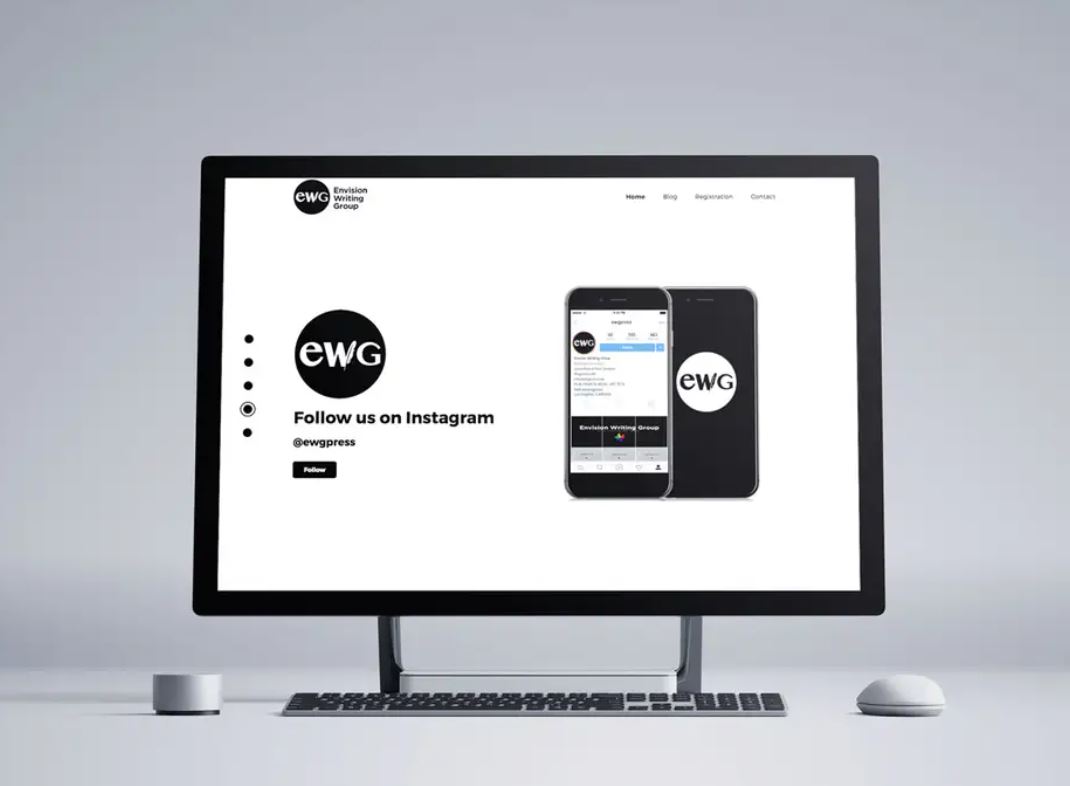 eWG
Envision
Writing
Group
Home
Blog
Registration
Contact
eWG
Follow us on Instagram
@ewgpress
Follow
ewgpress
eWG
Envision Writing Group
eWG